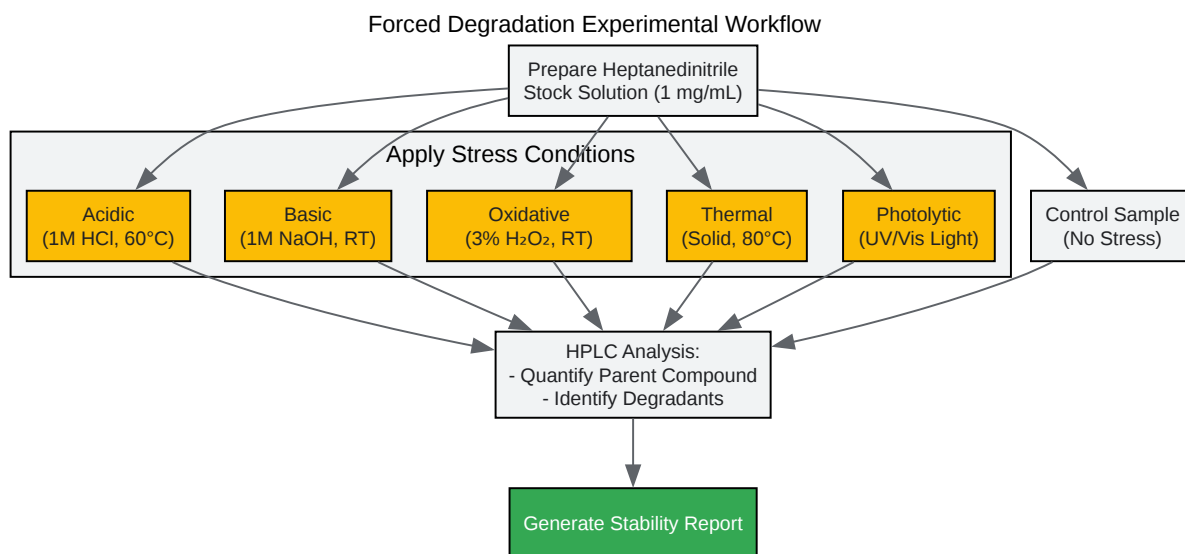 Forced Degradation Experimental Workflow
Prepare Heptanedinitrile
Stock Solution (1 mg/mL)
Apply Stress Conditions
Acidic
(1M HCl, 60°C)
Basic
(1M NaOH, RT)
Oxidative
(3% H₂O₂, RT)
Thermal
(Solid, 80°C)
Photolytic
(UV/Vis Light)
Control Sample
(No Stress)
HPLC Analysis:
- Quantify Parent Compound
- Identify Degradants
Generate Stability Report